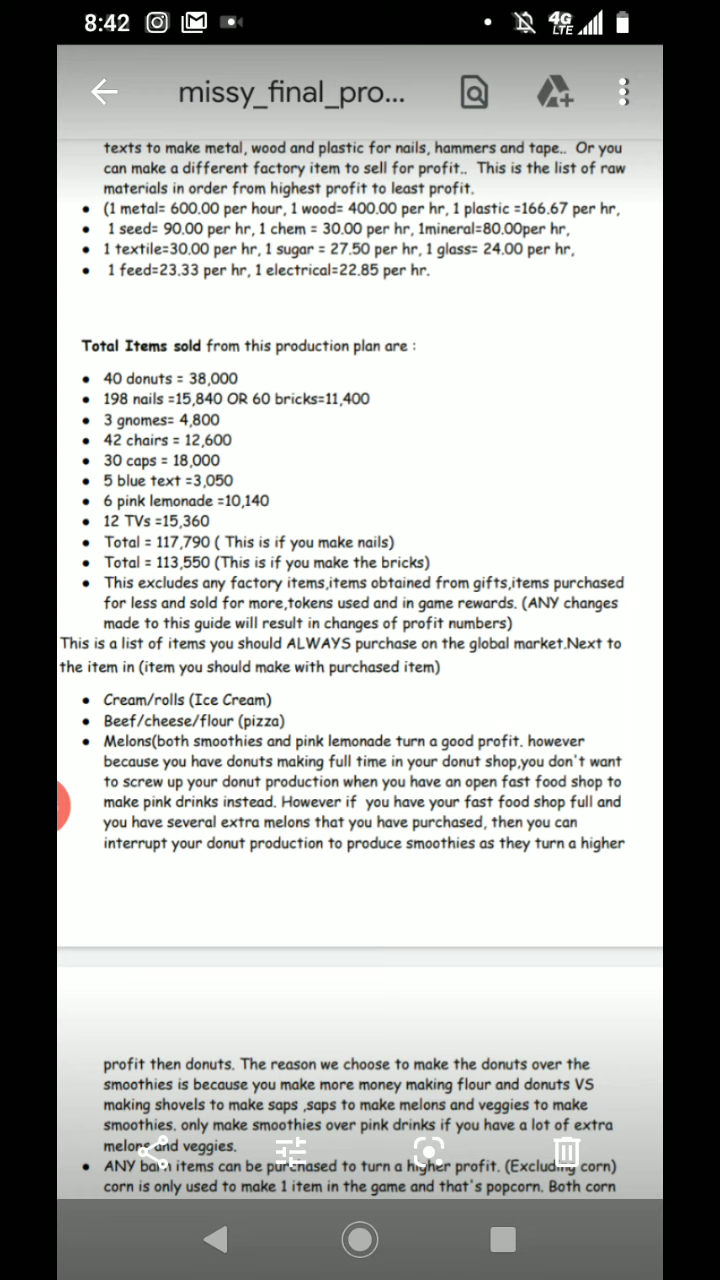 8:42
4G
LTE
missy_final_pro...
texts to make metal, wood and plastic for nails, hammers and tape.. Or you
can make a different factory item to sell for profit.. This is the list of raw
materials in order from highest profit to least profit.
• (1 metal= 600.00 per hour, 1 wood= 400.00 per hr, 1 plastic =166.67 per hr,
• 1 seed= 90.00 per hr, 1 chem = 30.00 per hr, 1mineral=80.00per hr,
• 1 textile=30.00 per hr, 1 sugar = 27.50 per hr, 1 glass= 24.00 per hr,
• 1 feed=23.33 per hr, 1 electrical=22.85 per hr.
Total Items sold from this production plan are :
• 40 donuts = 38,000
• 198 nails =15,840 OR 60 bricks=11,400
• 3 gnomes= 4,800
• 42 chairs = 12,600
• 30 caps = 18,000
• 5 blue text =3,050
• 6 pink lemonade =10,140
• 12 TVs =15,360
• Total = 117,790 ( This is if you make nails)
• Total = 113,550 (This is if you make the bricks)
• This excludes any factory items,items obtained from gifts,items purchased
for less and sold for more,tokens used and in game rewards. (ANY changes
made to this guide will result in changes of profit numbers)
This is a list of items you should ALWAYS purchase on the global market.Next to
the item in (item you should make with purchased item)
• Cream/rolls (Ice Cream)
• Beef/cheese/flour (pizza)
• Melons(both smoothies and pink lemonade turn a good profit. however
because you have donuts making full time in your donut shop,you don't want
to screw up your donut production when you have an open fast food shop to
make pink drinks instead. However if you have your fast food shop full and
you have several extra melons that you have purchased, then you can
interrupt your donut production to produce smoothies as they turn a higher
profit then donuts. The reason we choose to make the donuts over the
smoothies is because you make more money making flour and donuts VS
making shovels to make saps ,saps to make melons and veggies to make
smoothies. only make smoothies over pink drinks if you have a lot of extra
melons and veggies.
• ANY barn items can be purchased to turn a higher profit. (Excluding corn)
corn is only used to make 1 item in the game and that's popcorn. Both corn